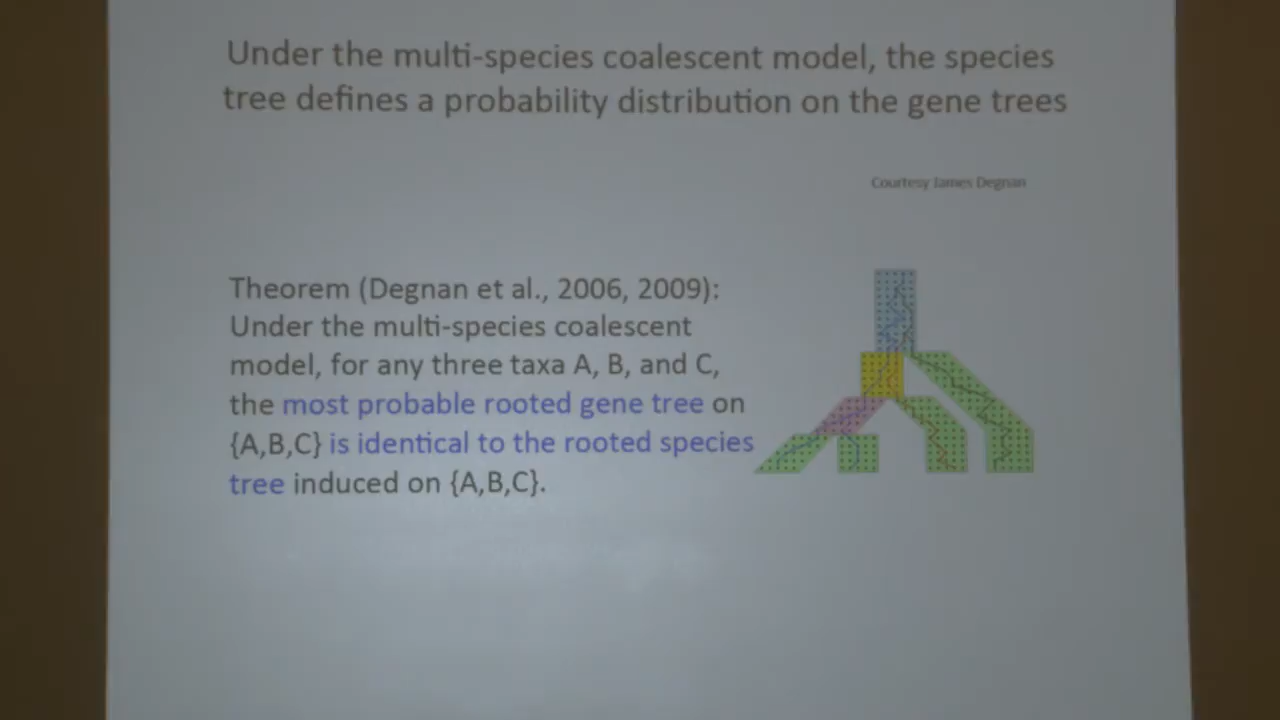 Under the multi-species coalescent model, the species
tree defines a probability distribution on the gene trees
Courtesy James Degnan
Theorem (Degnan et al., 2006, 2009):
Under the multi-species coalescent
model, for any three taxa A, B, and C,
the most probable rooted gene tree on
{A,B,C} is identical to the rooted species
tree induced on {A,B,C}.